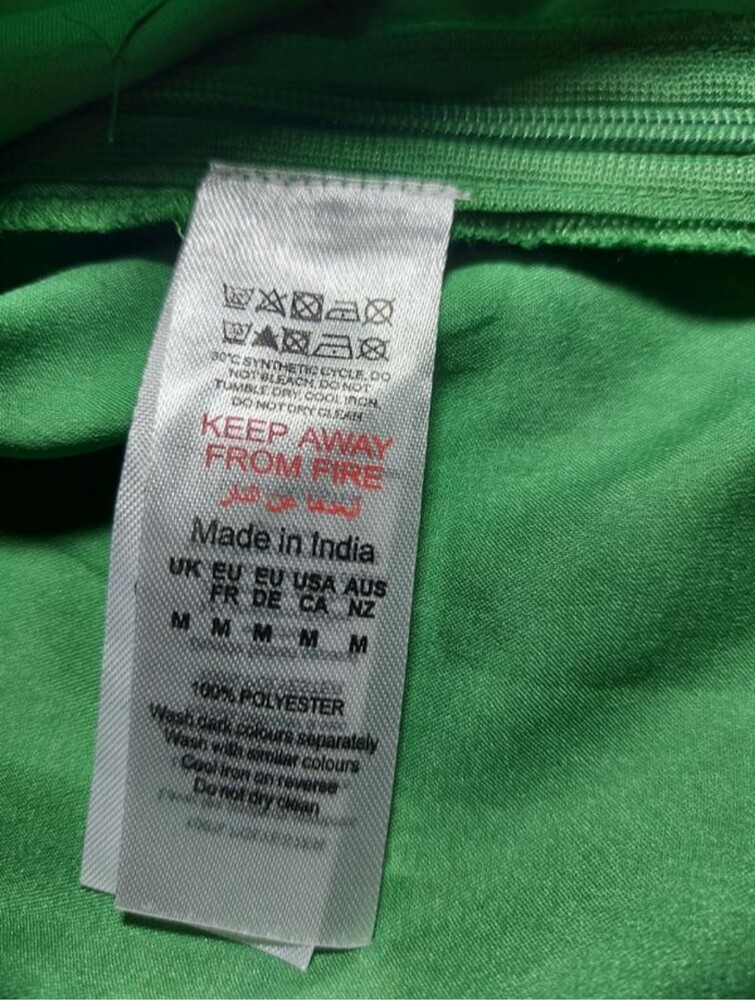 30°C SYNTHETIC CYCLE, DO
NOT BLEACH, DO NOT
TUMBLE DRY, COOL IRON,
DO NOT DRY CLEAN
KEEP AWAY
FROM FIRE
أبعدها عن النار
Made in India
UK EU EU USA AUS
FR DE CA NZ
M M M M M
100% POLYESTER
Wash dark colours separately
Wash with similar colours
Cool iron on reverse
Do not dry clean